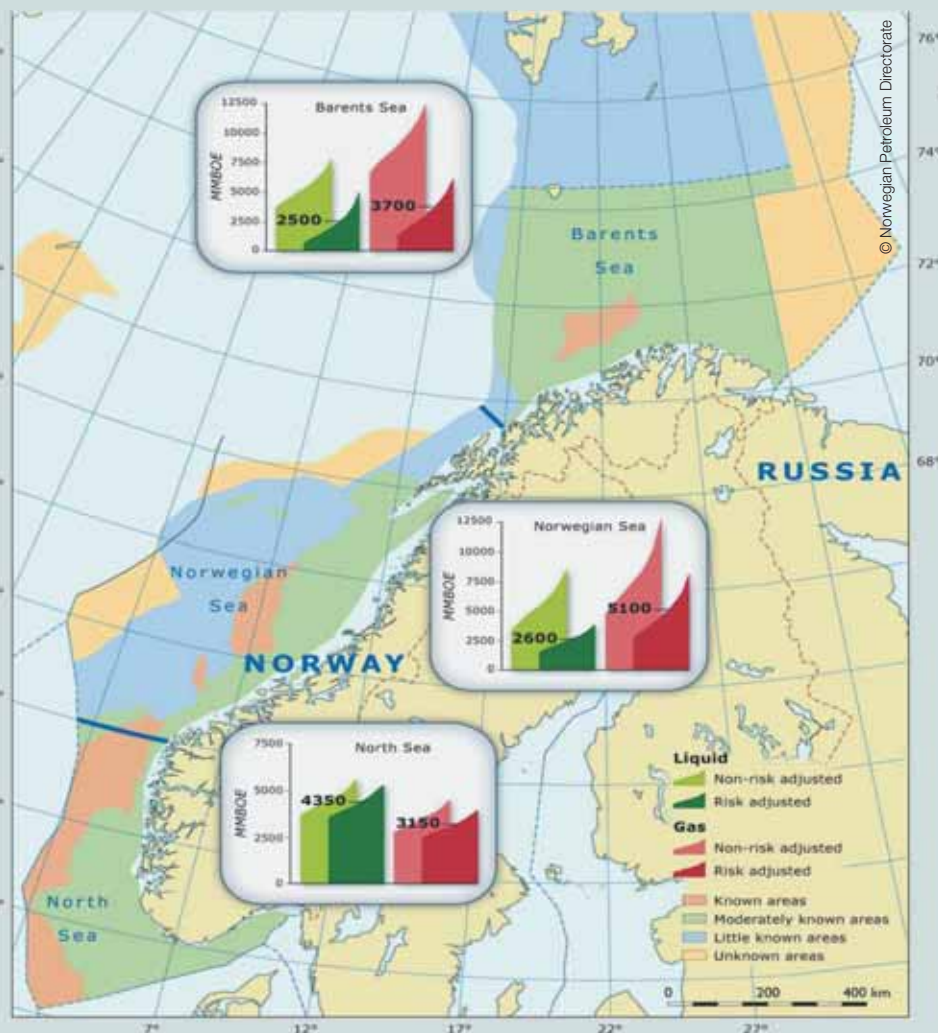 © Norwegian Petroleum Directorate
76°
74°
72°
70°
68°
Barents Sea
MMBOE
12500
10000
7500
5000
2500
0
2500
3700
Barents
Sea
RUSSIA
Norwegian Sea
MMBOE
12500
10000
7500
5000
2500
0
2600
5100
Norwegian
Sea
NORWAY
North Sea
MMBOE
7500
5000
2500
0
4350
3150
North
Sea
Liquid
Non-risk adjusted
Risk adjusted
Gas
Non-risk adjusted
Risk adjusted
Known areas
Moderately known areas
Little known areas
Unknown areas
0 200 400 km
7° 12° 17° 22° 27°